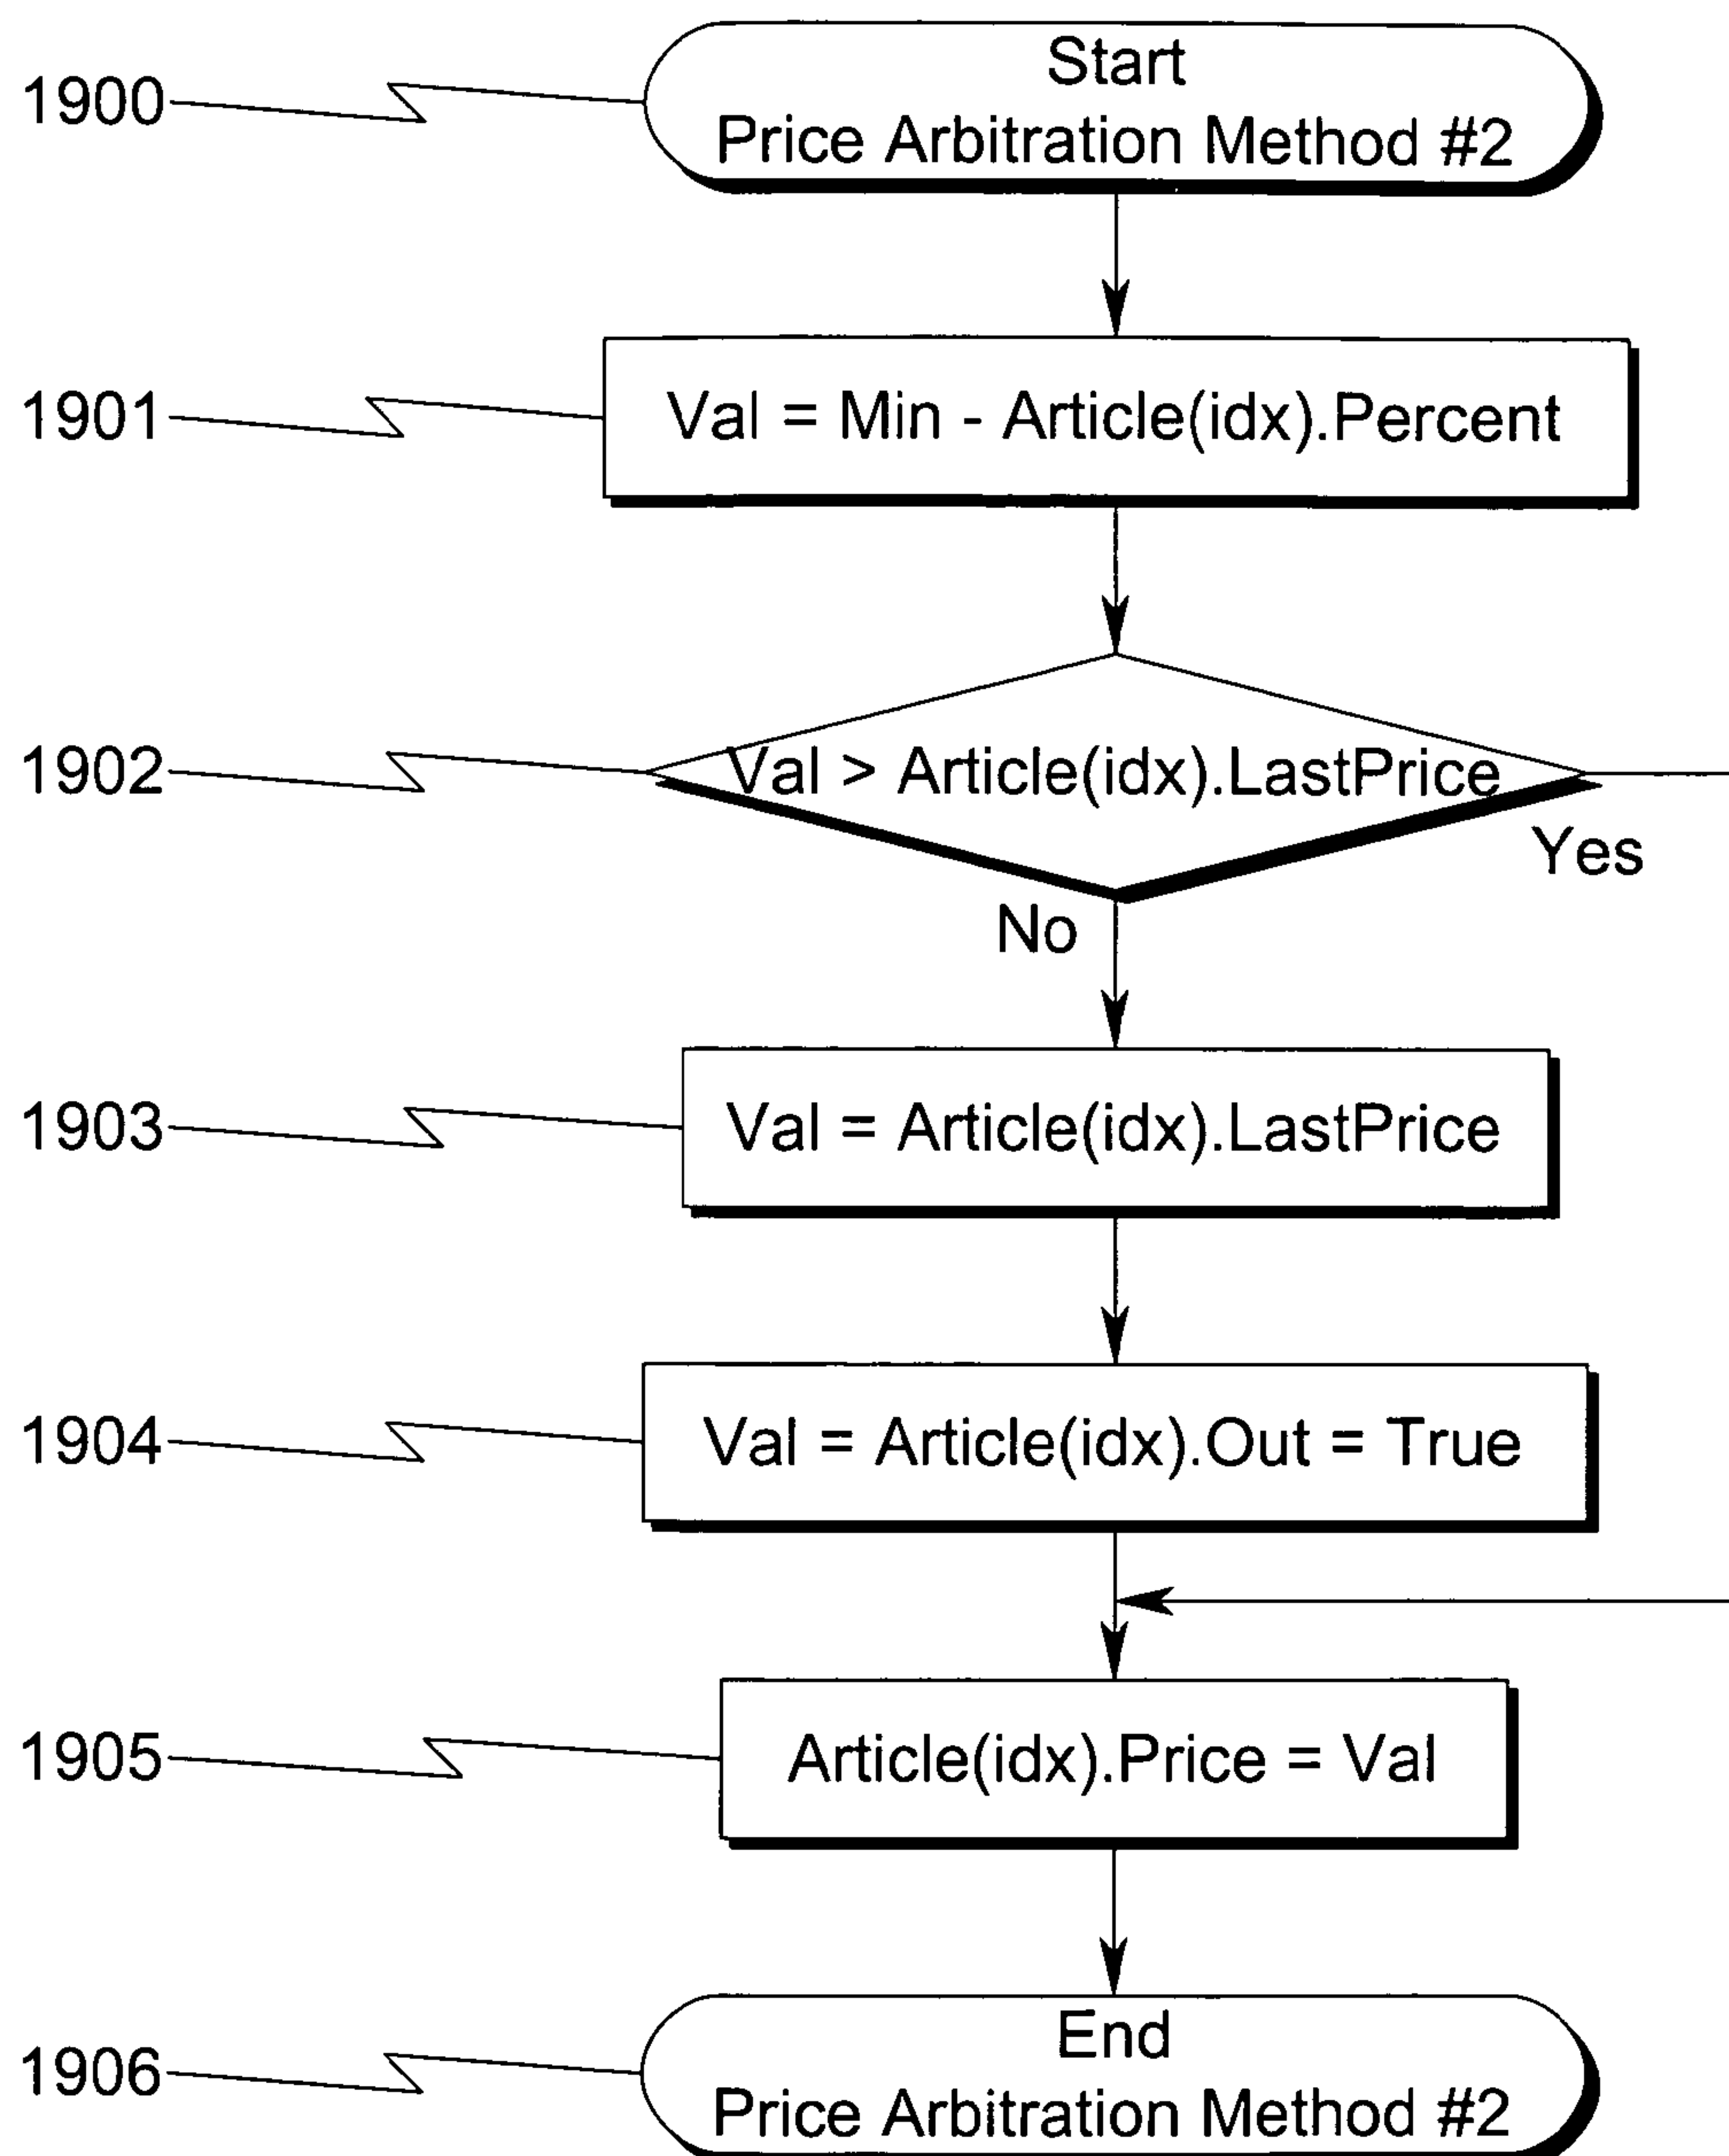 1900
Start
Price Arbitration Method #2
1901
Val = Min - Article(idx).Percent
1902
Val > Article(idx).LastPrice
Yes
No
1903
Val = Article(idx).LastPrice
1904
Val = Article(idx).Out = True
1905
Article(idx).Price = Val
1906
End
Price Arbitration Method #2